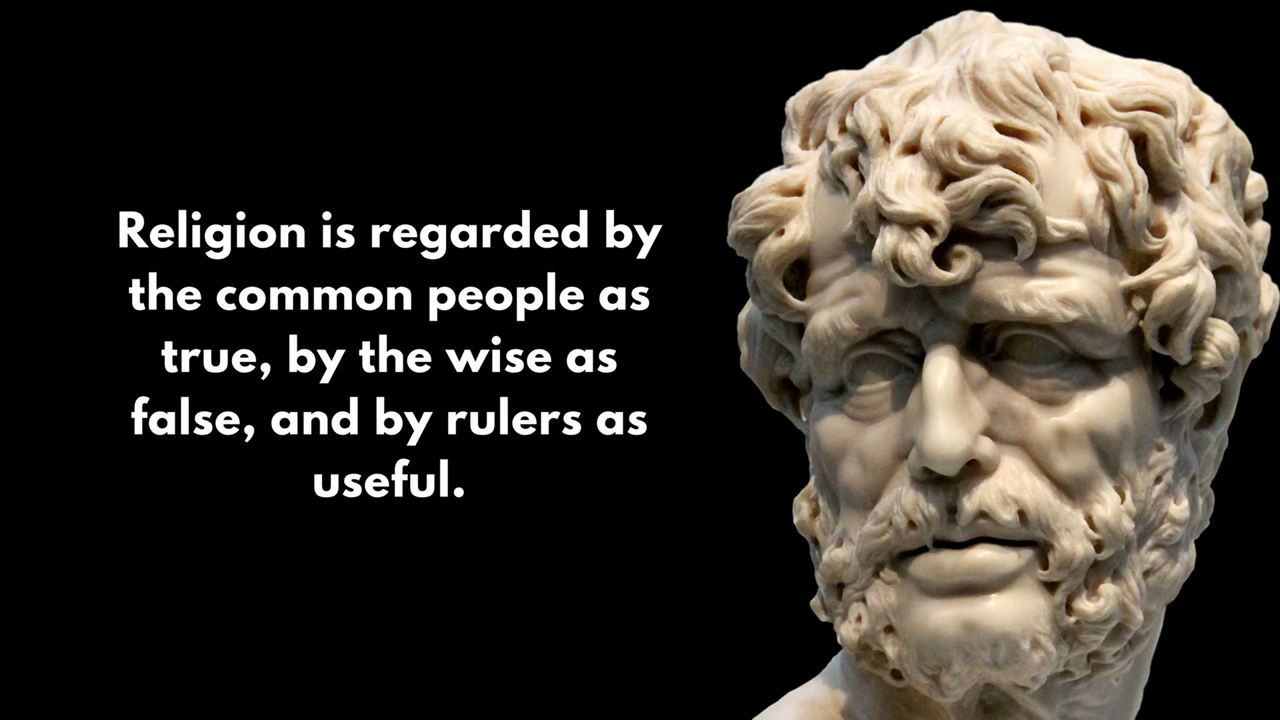 Religion is regarded by
the common people as
true, by the wise as
false, and by rulers as
useful.